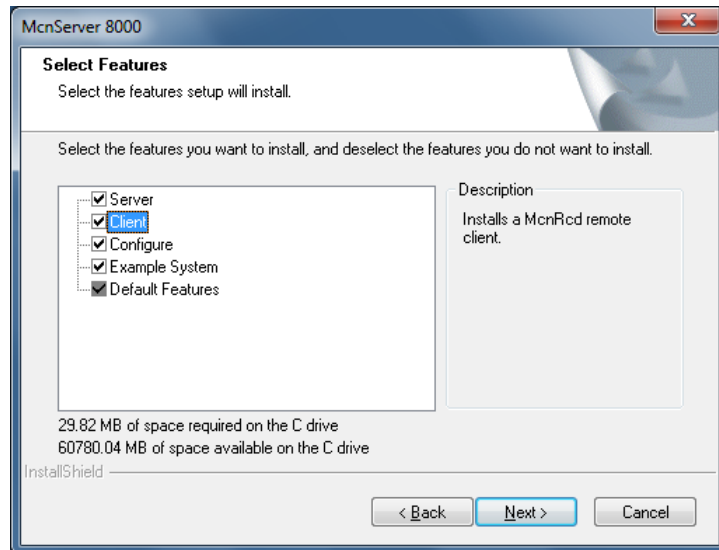 McnServer 8000
Select Features
Select the features setup will install.
Select the features you want to install, and deselect the features you do not want to install.
Server
Client
Configure
Example System
Default Features
Description
Installs a McnRcd remote
client.
29.82 MB of space required on the C drive
60780.04 MB of space available on the C drive
InstallShield
< Back
Next >
Cancel